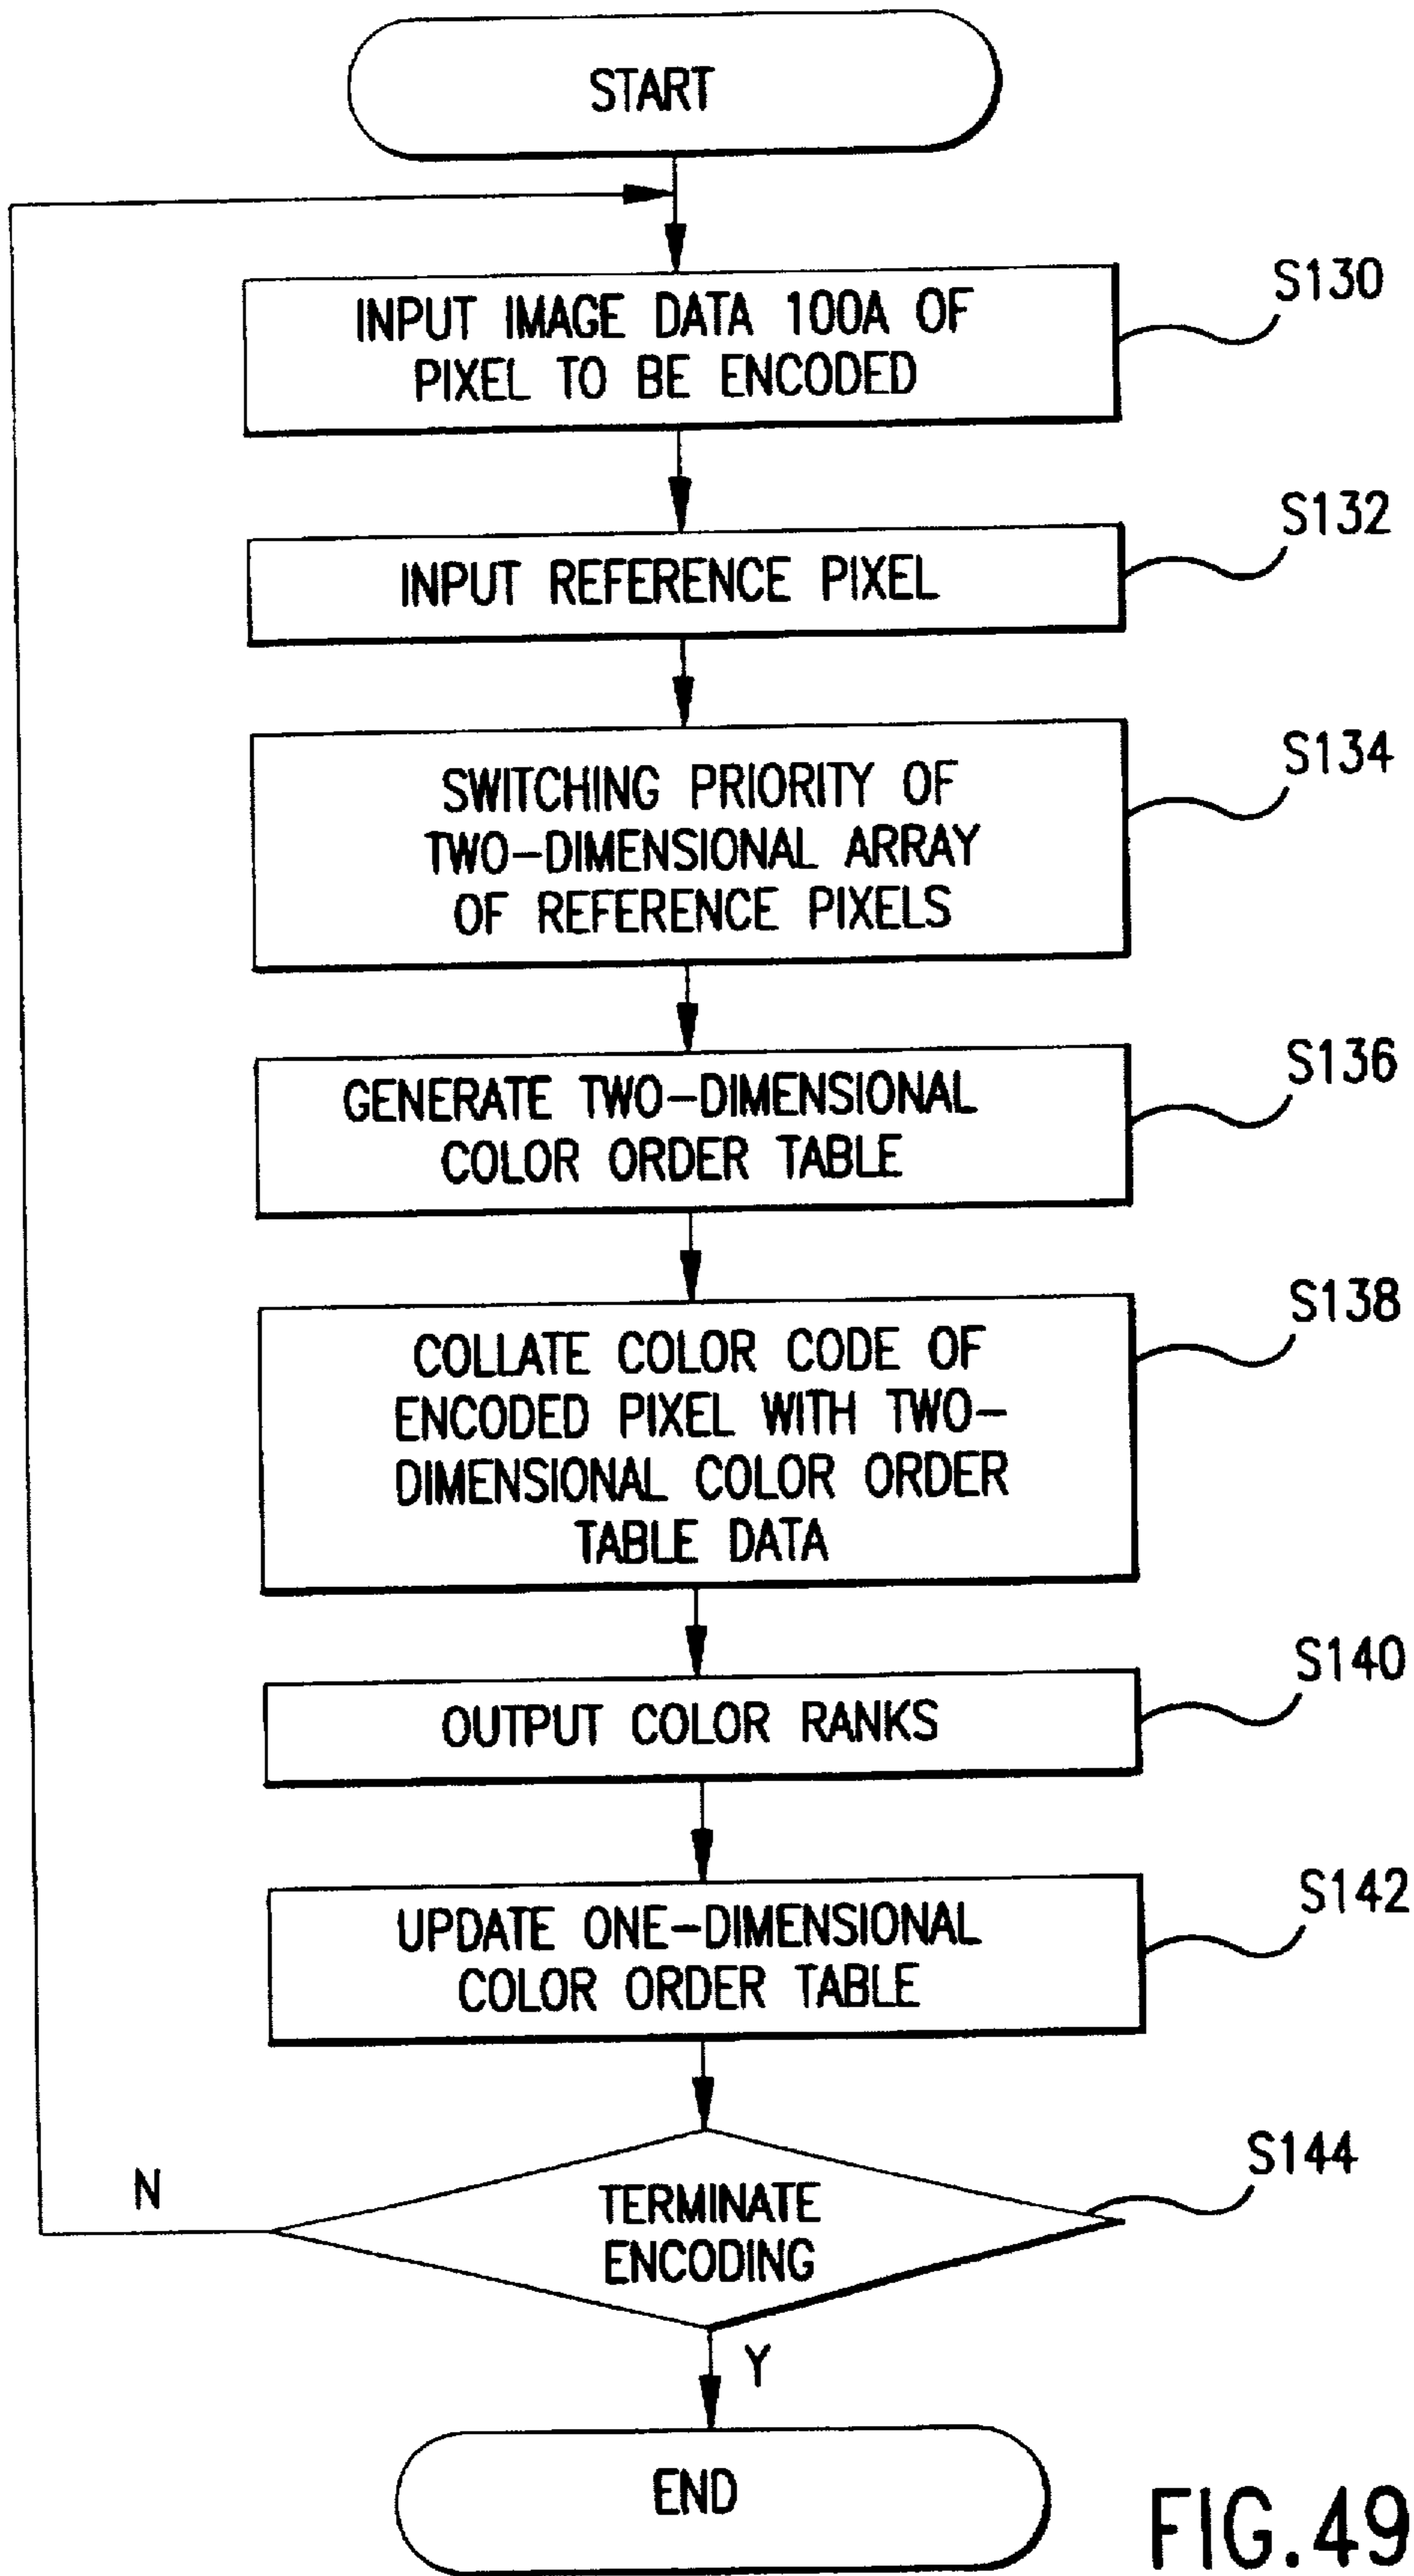 START
INPUT IMAGE DATA 100A OF
PIXEL TO BE ENCODED
S130
INPUT REFERENCE PIXEL
S132
SWITCHING PRIORITY OF
TWO-DIMENSIONAL ARRAY
OF REFERENCE PIXELS
S134
GENERATE TWO-DIMENSIONAL
COLOR ORDER TABLE
S136
COLLATE COLOR CODE OF
ENCODED PIXEL WITH TWO-
DIMENSIONAL COLOR ORDER
TABLE DATA
S138
OUTPUT COLOR RANKS
S140
UPDATE ONE-DIMENSIONAL
COLOR ORDER TABLE
S142
TERMINATE
ENCODING
S144
N
Y
END
FIG.49